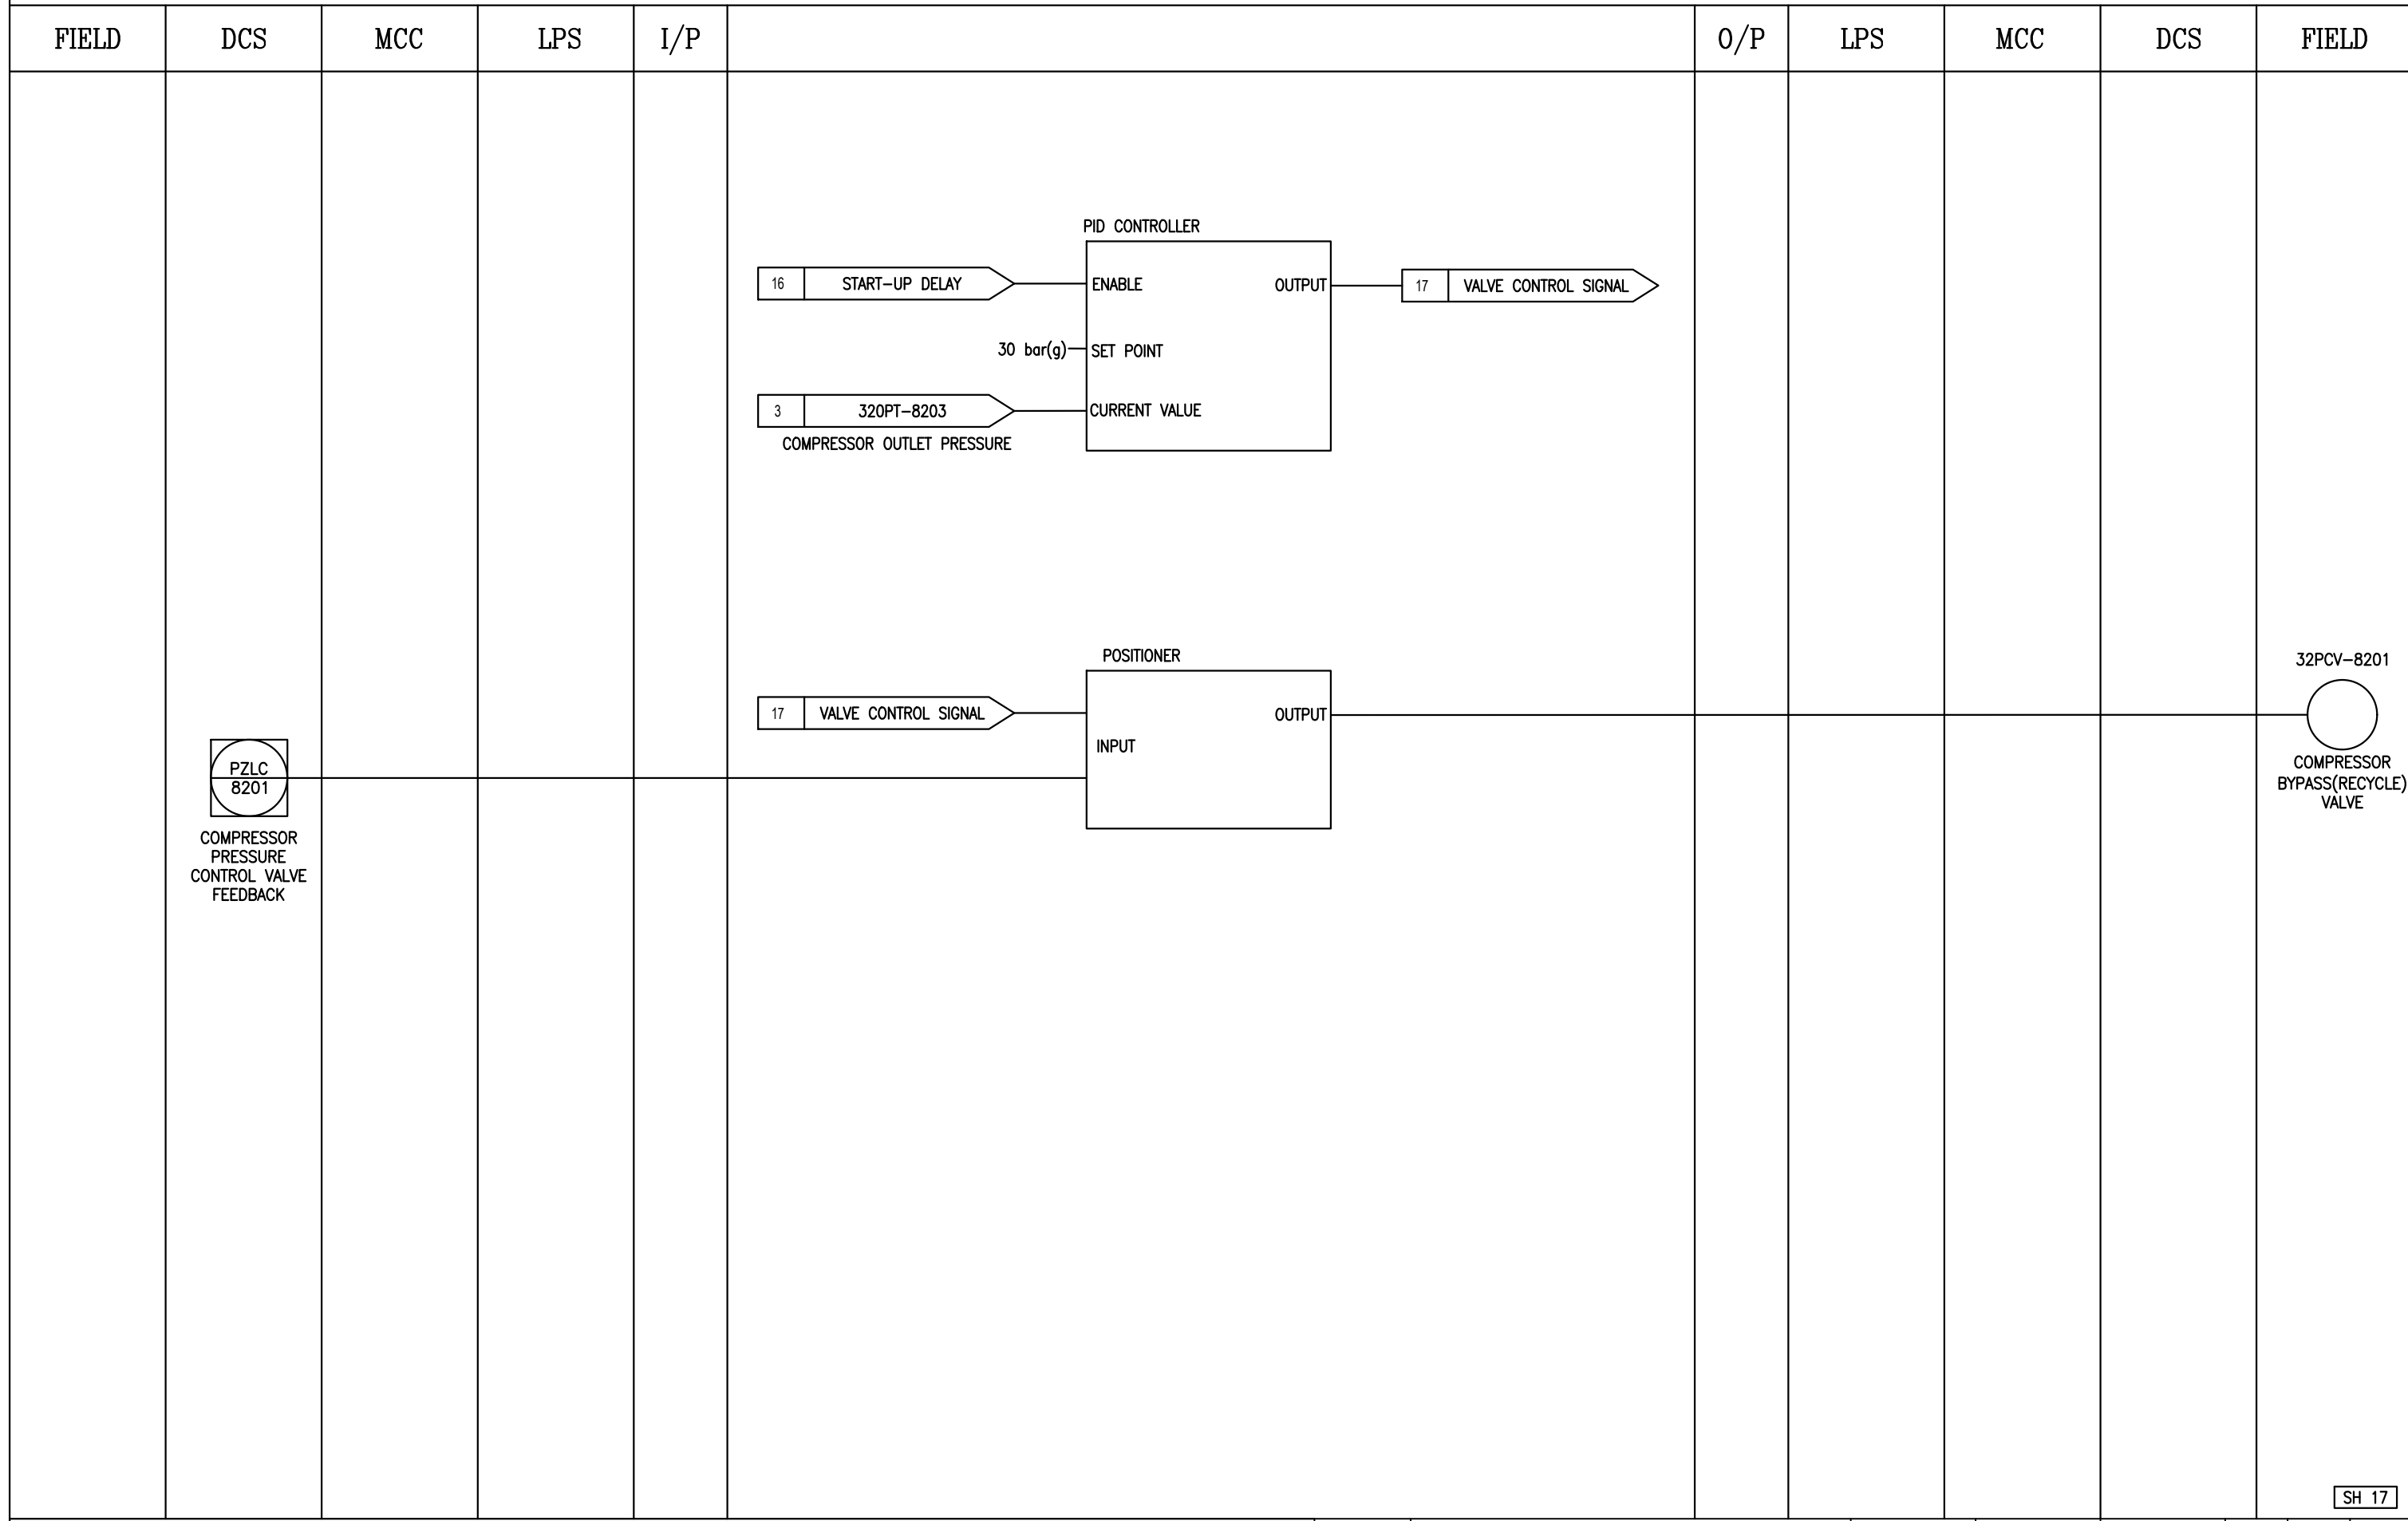 FIELD DCS MCC LPS I/P O/P LPS MCC DCS FIELD
PID CONTROLLER
16 START-UP DELAY ENABLE OUTPUT 17 VALVE CONTROL SIGNAL
30 bar(g) SET POINT
3 320PT-8203 CURRENT VALUE
COMPRESSOR OUTLET PRESSURE
POSITIONER
32PCV-8201
17 VALVE CONTROL SIGNAL OUTPUT
INPUT
COMPRESSOR
BYPASS(RECYCLE)
VALVE
PZLC
8201
COMPRESSOR
PRESSURE
CONTROL VALVE
FEEDBACK
SH 17